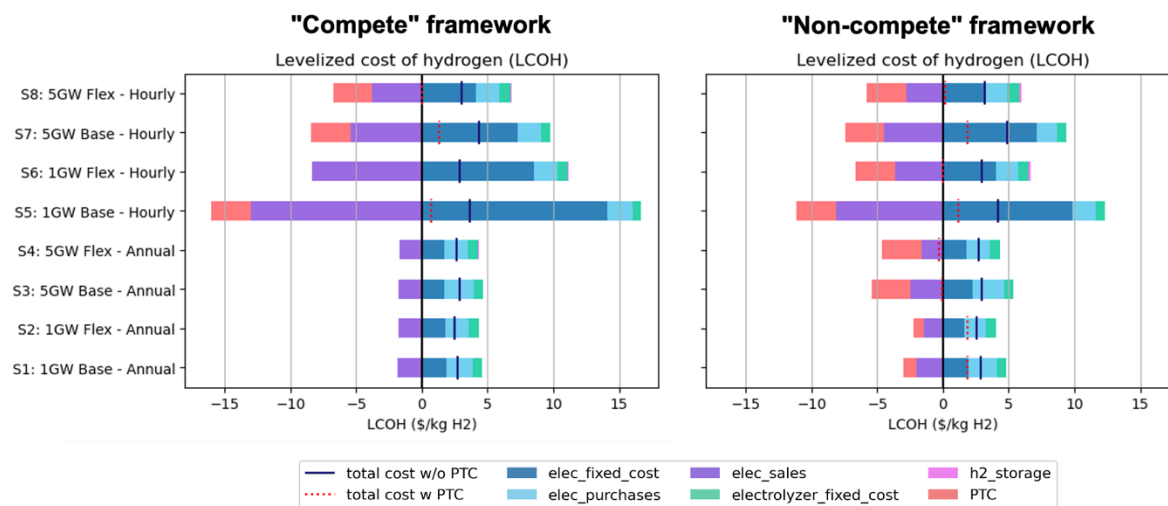 "Compete" framework
"Non-compete" framework
Levelized cost of hydrogen (LCOH)
Levelized cost of hydrogen (LCOH)
S8: 5GW Flex - Hourly
S7: 5GW Base - Hourly
S6: 1GW Flex - Hourly
S5: 1GW Base - Hourly
S4: 5GW Flex - Annual
S3: 5GW Base - Annual
S2: 1GW Flex - Annual
S1: 1GW Base - Annual
−15 −10 −5 0 5 10 15
−15 −10 −5 0 5 10 15
LCOH ($/kg H2)
LCOH ($/kg H2)
total cost w/o PTC elec_fixed_cost elec_sales h2_storage
total cost w PTC elec_purchases electrolyzer_fixed_cost PTC